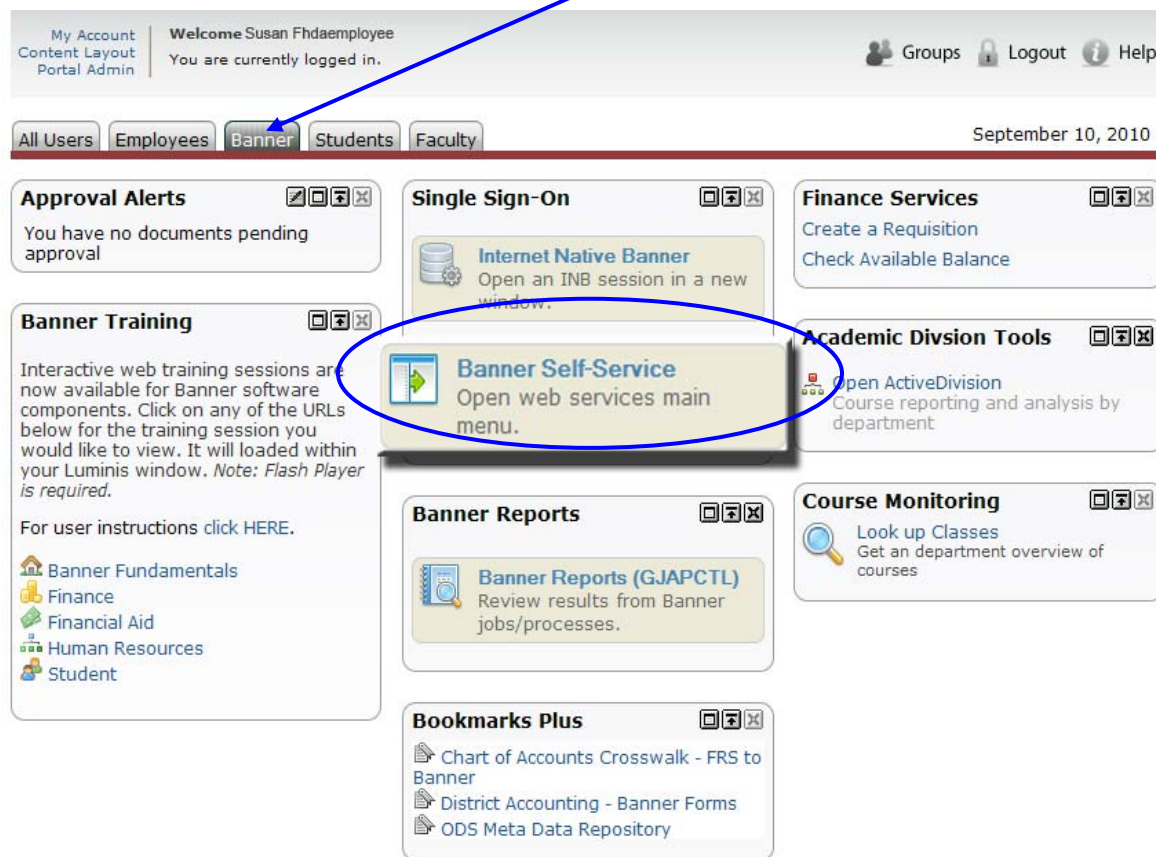 My Account
Content Layout
Portal Admin
Welcome Susan Fhdaemployee
You are currently logged in.
Groups
Logout
Help
All Users
Employees
Banner
Students
Faculty
September 10, 2010
Approval Alerts
You have no documents pending
approval
Banner Training
Interactive web training sessions are
now available for Banner software
components. Click on any of the URLs
below for the training session you
would like to view. It will loaded within
your Luminis window. Note: Flash Player
is required.
For user instructions click HERE.
Banner Fundamentals
Finance
Financial Aid
Human Resources
Student
Single Sign-On
Internet Native Banner
Open an INB session in a new
window.
Banner Self-Service
Open web services main
menu.
Banner Reports
Banner Reports (GJAPCTL)
Review results from Banner
jobs/processes.
Bookmarks Plus
Chart of Accounts Crosswalk - FRS to
Banner
District Accounting - Banner Forms
ODS Meta Data Repository
Finance Services
Create a Requisition
Check Available Balance
Academic Divsion Tools
Open ActiveDivision
Course reporting and analysis by
department
Course Monitoring
Look up Classes
Get an department overview of
courses